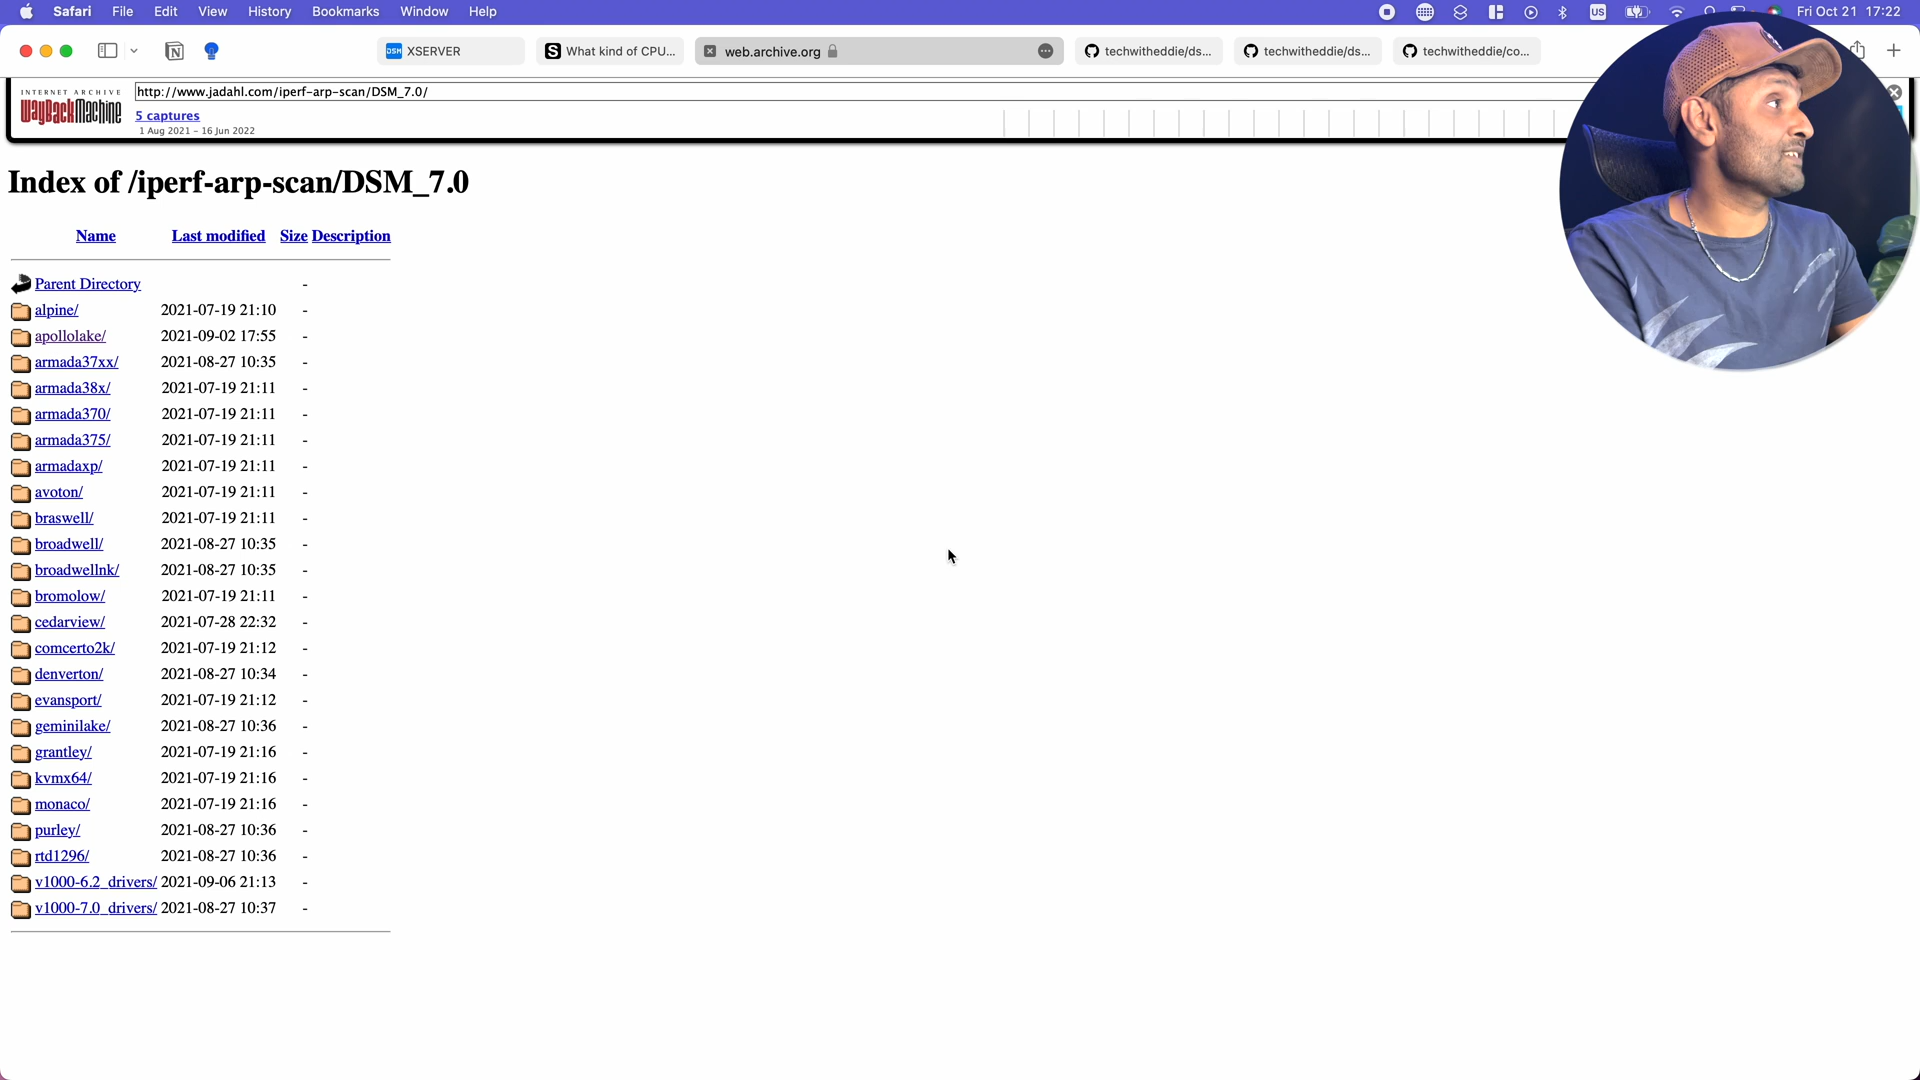 Safari File Edit View History Bookmarks Window Help US Fri Oct 21 17:22
DSM XSERVER
S What kind of CPU...
web.archive.org
techwitheddie/ds...
techwitheddie/ds...
techwitheddie/co...
INTERNET ARCHIVE
WayBackMachine
http://www.jadahl.com/iperf-arp-scan/DSM_7.0/
5 captures
1 Aug 2021 - 16 Jun 2022
Index of /iperf-arp-scan/DSM_7.0
Name Last modified Size Description
Parent Directory -
alpine/ 2021-07-19 21:10 -
apollolake/ 2021-09-02 17:55 -
armada37xx/ 2021-08-27 10:35 -
armada38x/ 2021-07-19 21:11 -
armada370/ 2021-07-19 21:11 -
armada375/ 2021-07-19 21:11 -
armadaxp/ 2021-07-19 21:11 -
avoton/ 2021-07-19 21:11 -
braswell/ 2021-07-19 21:11 -
broadwell/ 2021-08-27 10:35 -
broadwellnk/ 2021-08-27 10:35 -
bromolow/ 2021-07-19 21:11 -
cedarview/ 2021-07-28 22:32 -
comcerto2k/ 2021-07-19 21:12 -
denverton/ 2021-08-27 10:34 -
evansport/ 2021-07-19 21:12 -
geminilake/ 2021-08-27 10:36 -
grantley/ 2021-07-19 21:16 -
kvmx64/ 2021-07-19 21:16 -
monaco/ 2021-07-19 21:16 -
purley/ 2021-08-27 10:36 -
rtd1296/ 2021-08-27 10:36 -
v1000-6.2_drivers/ 2021-09-06 21:13 -
v1000-7.0_drivers/ 2021-08-27 10:37 -